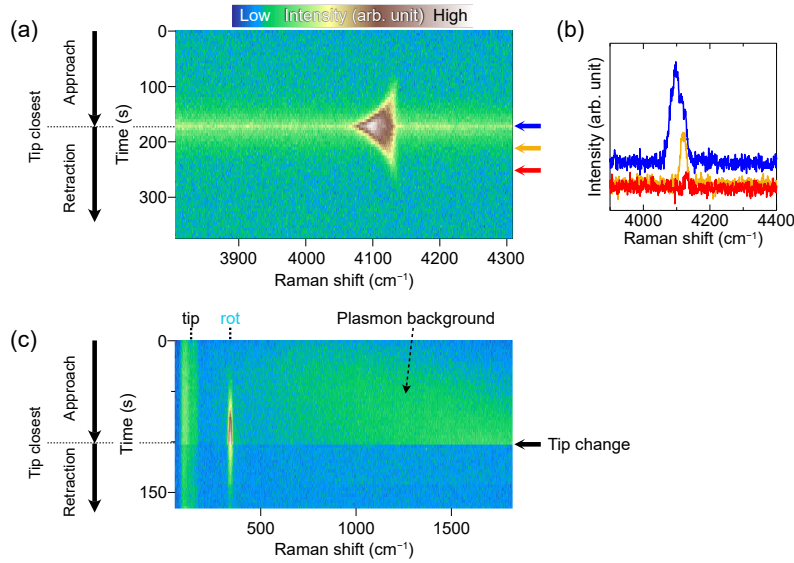 Low Intensity (arb. unit) High
(a)
(b)
Tip closest
Approach
Retraction
Time (s)
0
100
200
300
3900 4000 4100 4200 4300
Raman shift (cm⁻¹)
Intensity (arb. unit)
4000 4200 4400
Raman shift (cm⁻¹)
(c)
tip rot Plasmon background
Tip closest
Approach
Retraction
Time (s)
0
150
Tip change
500 1000 1500
Raman shift (cm⁻¹)